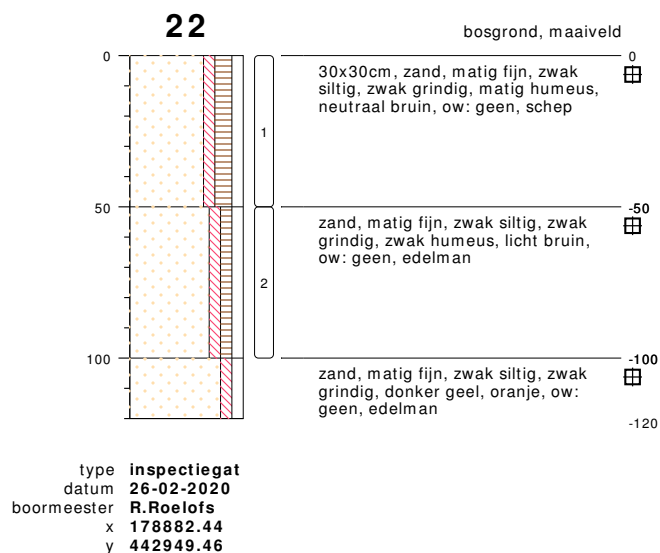 22
bosgrond, maaiveld
0
0
30x30cm, zand, matig fijn, zwak
siltig, zwak grindig, matig humeus,
neutraal bruin, ow: geen, schep
1
50
-50
zand, matig fijn, zwak siltig, zwak
grindig, zwak humeus, licht bruin,
ow: geen, edelman
2
100
-100
zand, matig fijn, zwak siltig, zwak
grindig, donker geel, oranje, ow:
geen, edelman
-120
type inspectiegat
datum 26-02-2020
boormeester R.Roelofs
x 178882.44
y 442949.46